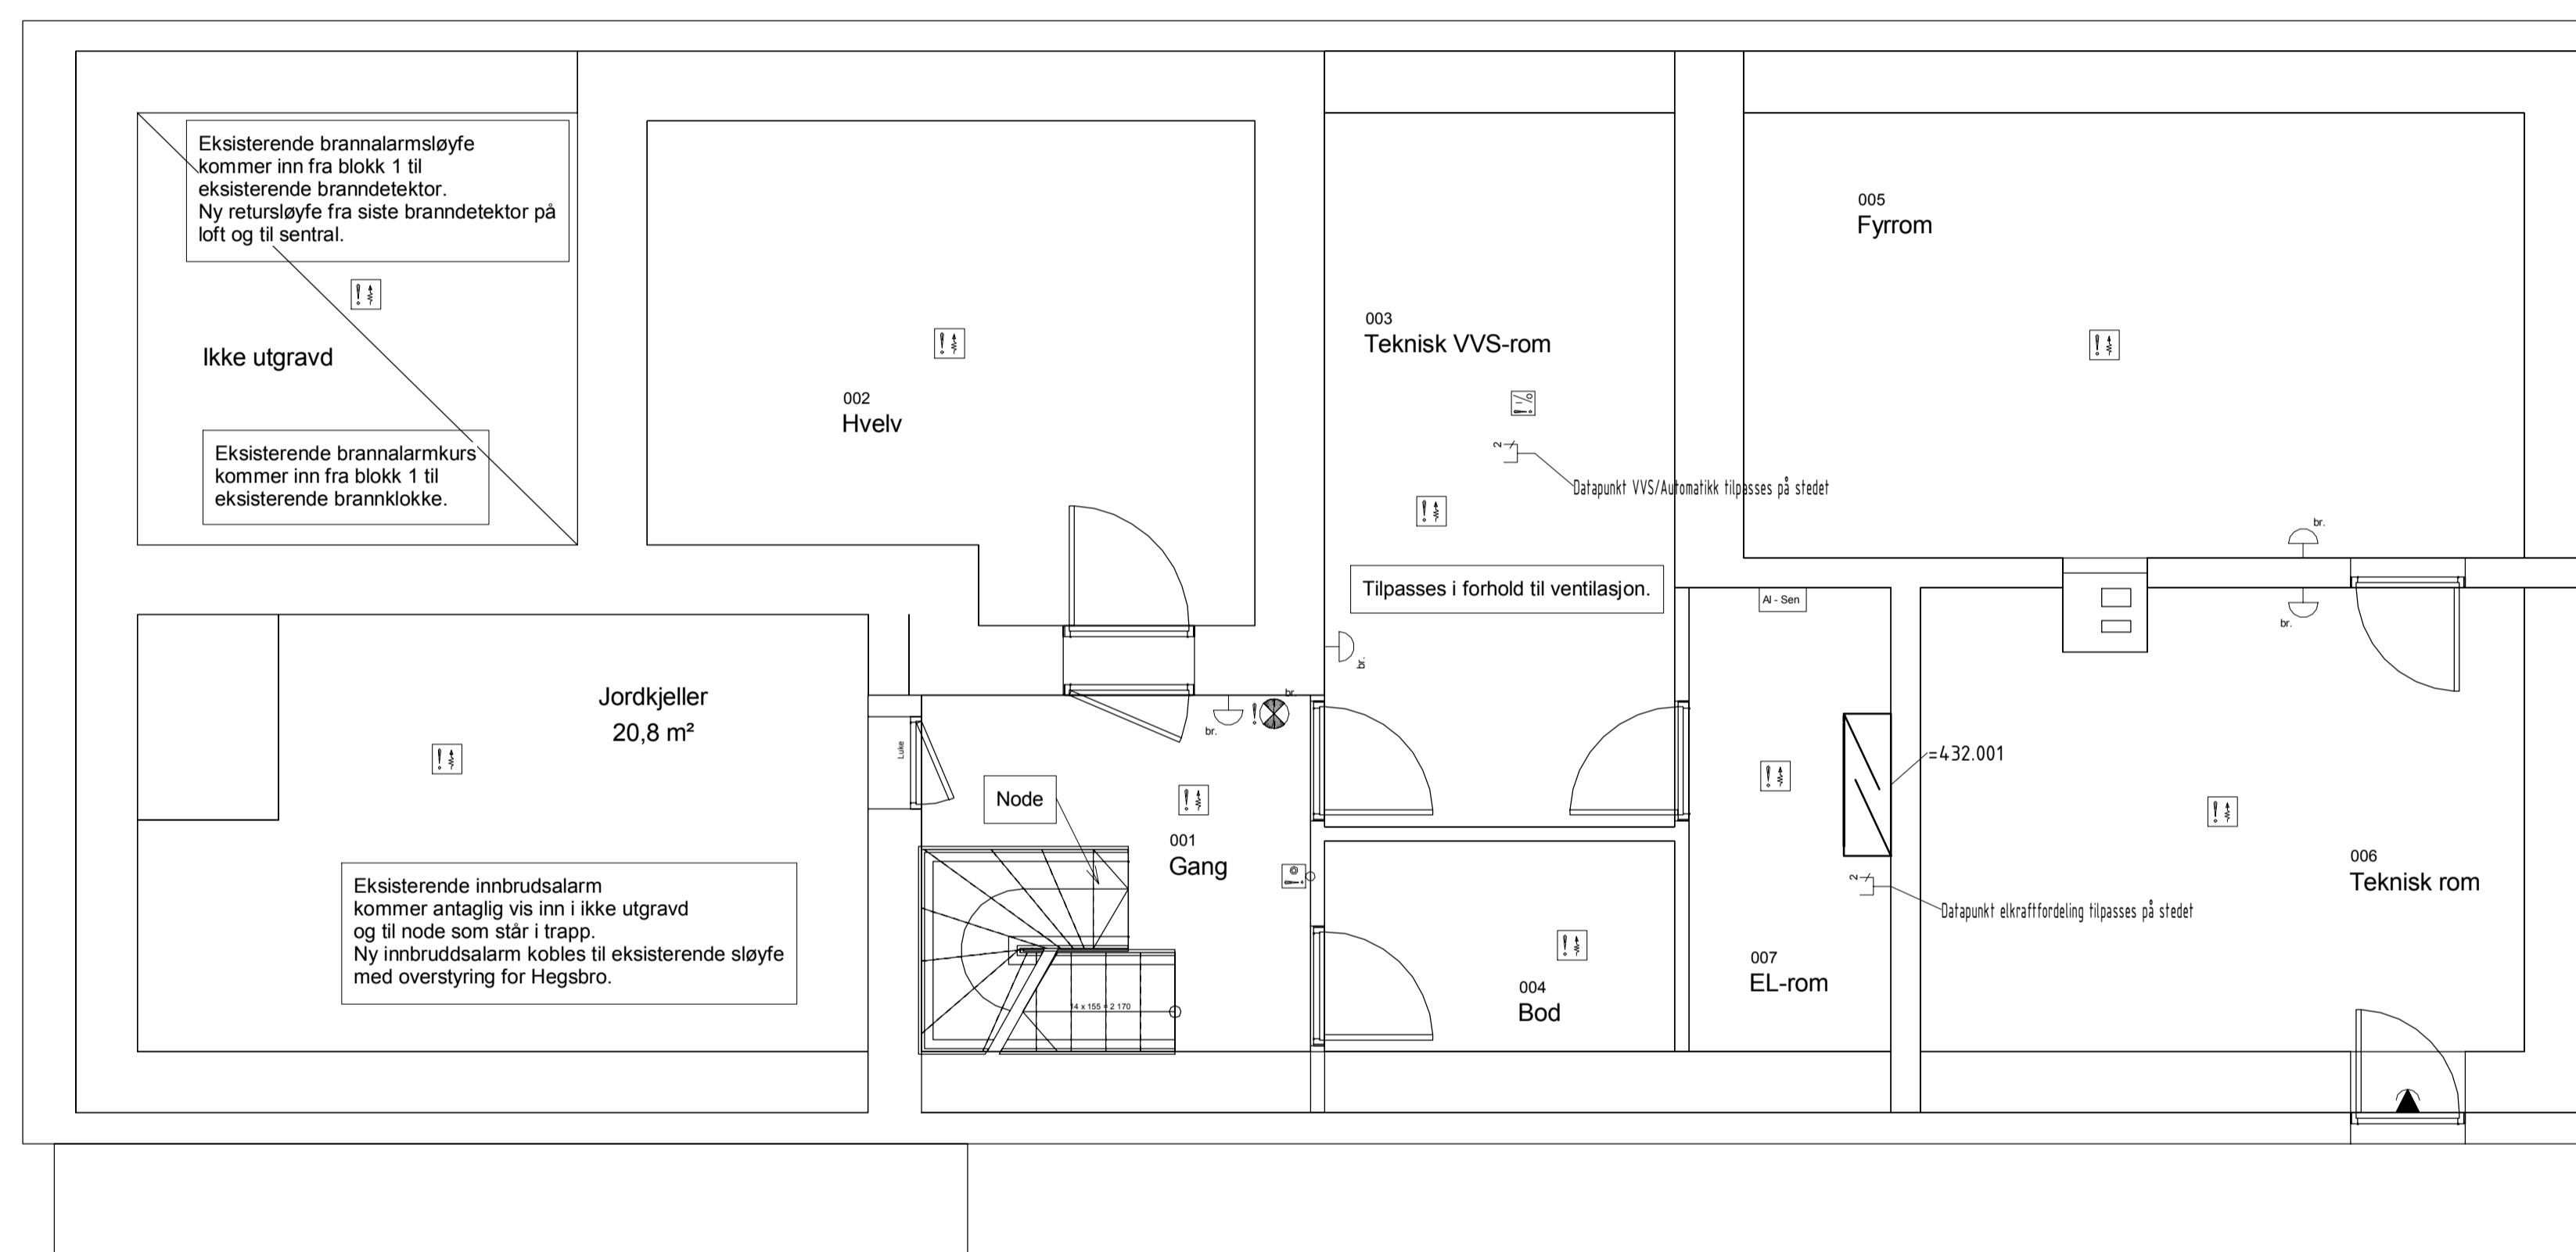 Eksisterende brannalarmsløyfe
kommer inn fra blokk 1 til
eksisterende branndetektor.
Ny retursløyfe fra siste branndetektor på
loft og til sentral.
Ikke utgravd
Eksisterende brannalarmkurs
kommer inn fra blokk 1 til
eksisterende brannklokke.
002
Hvelv
003
Teknisk VVS-rom
2
Datapunkt VVS/Automatikk tilpasses på stedet
Tilpasses i forhold til ventilasjon.
br.
005
Fyrrom
br.
br.
Al - Sen
Jordkjeller
20,8 m²
Luke
Eksisterende innbrudsalarm
kommer antaglig vis inn i ikke utgravd
og til node som står i trapp.
Ny innbruddsalarm kobles til eksisterende sløyfe
med overstyring for Hegsbro.
Node
br.
br.
001
Gang
14 x 155 = 2 170
004
Bod
=432.001
2
Datapunkt elkraftfordeling tilpasses på stedet
007
EL-rom
006
Teknisk rom